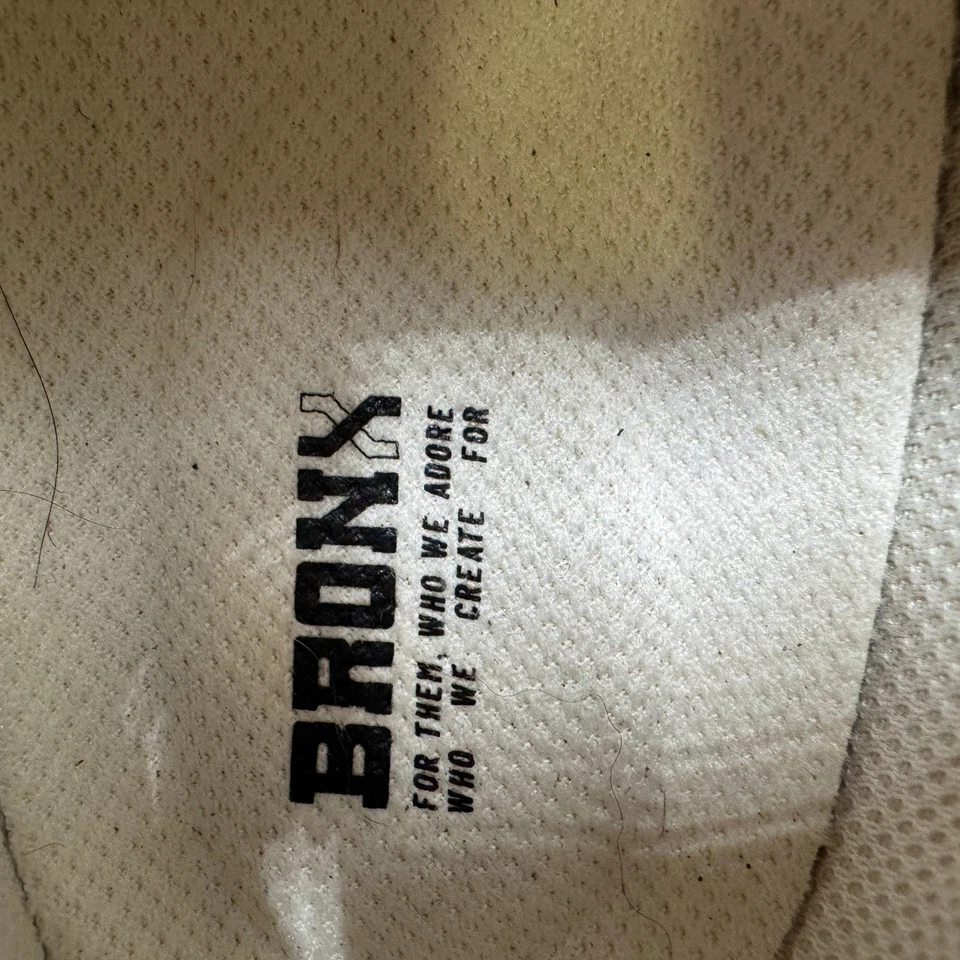 BRONX
FOR THEM, WHO WE ADORE
WHO WE CREATE FOR